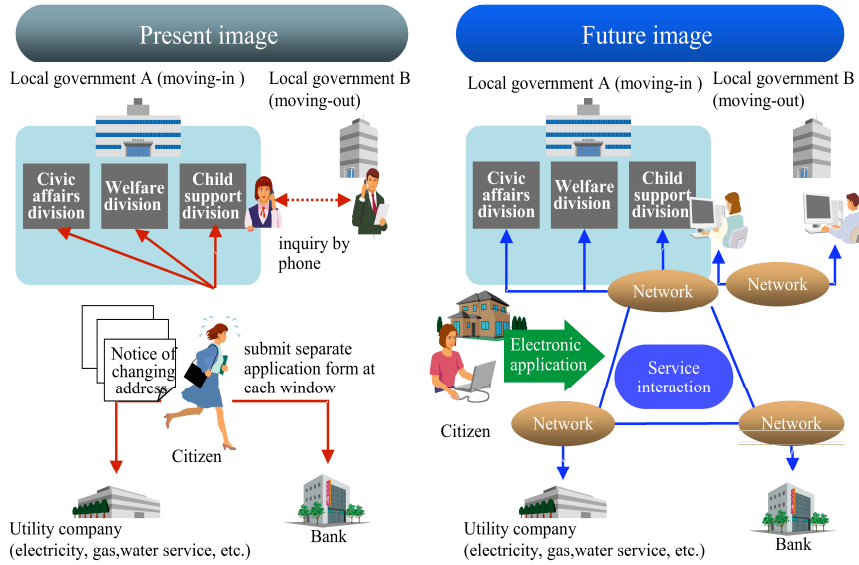 Present image
Local government A (moving-in )
Local government B
(moving-out)
Civic
affairs
division
Welfare
division
Child
support
division
inquiry by
phone
Notice of
changing
address
submit separate
application form at
each window
Citizen
Utility company
(electricity, gas,water service, etc.)
Bank
Future image
Local government A (moving-in )
Local government B
(moving-out)
Civic
affairs
division
Welfare
division
Child
support
division
Network
Network
Electronic
application
Service
interaction
Citizen
Network
Network
Utility company
(electricity, gas,water service, etc.)
Bank